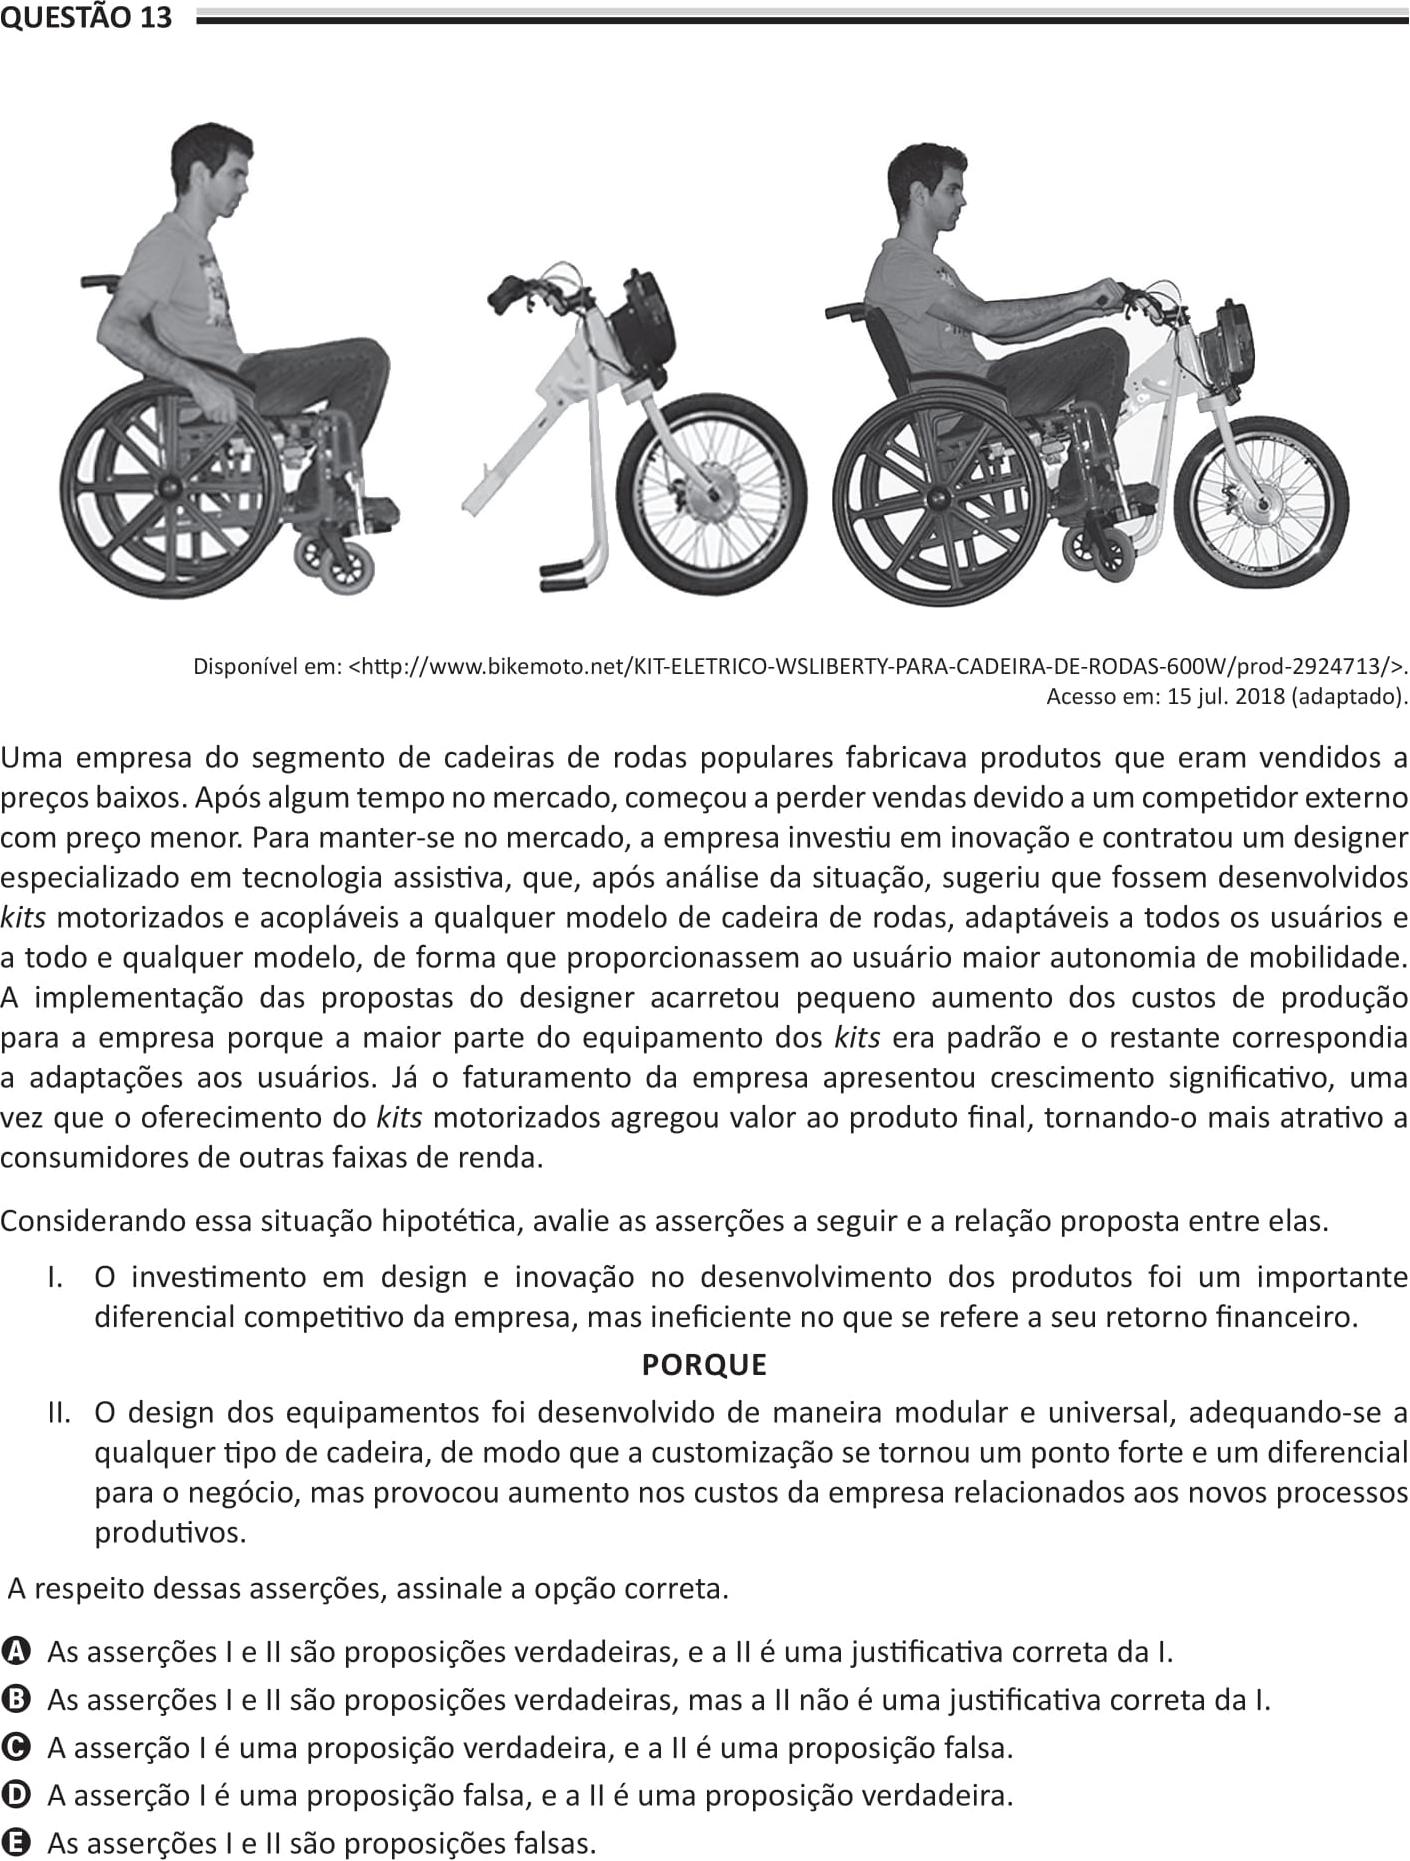 QUESTÃO 13
Disponível em: <http://www.bikemoto.net/KIT-ELETRICO-WSLIBERTY-PARA-CADEIRA-DE-RODAS-600W/prod-2924713/>.
Acesso em: 15 jul. 2018 (adaptado).
Uma empresa do segmento de cadeiras de rodas populares fabricava produtos que eram vendidos a
preços baixos. Após algum tempo no mercado, começou a perder vendas devido a um competidor externo
com preço menor. Para manter-se no mercado, a empresa investiu em inovação e contratou um designer
especializado em tecnologia assistiva, que, após análise da situação, sugeriu que fossem desenvolvidos
kits motorizados e acopláveis a qualquer modelo de cadeira de rodas, adaptáveis a todos os usuários e
a todo e qualquer modelo, de forma que proporcionassem ao usuário maior autonomia de mobilidade.
A implementação das propostas do designer acarretou pequeno aumento dos custos de produção
para a empresa porque a maior parte do equipamento dos kits era padrão e o restante correspondia
a adaptações aos usuários. Já o faturamento da empresa apresentou crescimento significativo, uma
vez que o oferecimento do kits motorizados agregou valor ao produto final, tornando-o mais atrativo a
consumidores de outras faixas de renda.
Considerando essa situação hipotética, avalie as asserções a seguir e a relação proposta entre elas.
I. O investimento em design e inovação no desenvolvimento dos produtos foi um importante
diferencial competitivo da empresa, mas ineficiente no que se refere a seu retorno financeiro.
PORQUE
II. O design dos equipamentos foi desenvolvido de maneira modular e universal, adequando-se a
qualquer tipo de cadeira, de modo que a customização se tornou um ponto forte e um diferencial
para o negócio, mas provocou aumento nos custos da empresa relacionados aos novos processos
produtivos.
A respeito dessas asserções, assinale a opção correta.
A As asserções I e II são proposições verdadeiras, e a II é uma justificativa correta da I.
B As asserções I e II são proposições verdadeiras, mas a II não é uma justificativa correta da I.
C A asserção I é uma proposição verdadeira, e a II é uma proposição falsa.
D A asserção I é uma proposição falsa, e a II é uma proposição verdadeira.
E As asserções I e II são proposições falsas.